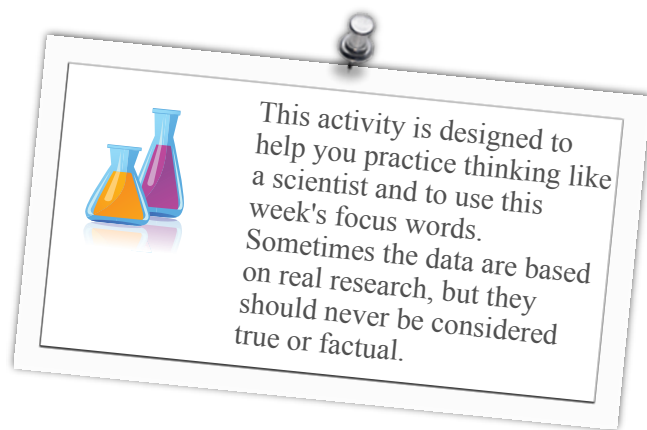 This activity is designed to
help you practice thinking like
a scientist and to use this
week's focus words.
Sometimes the data are based
on real research, but they
should never be considered
true or factual.